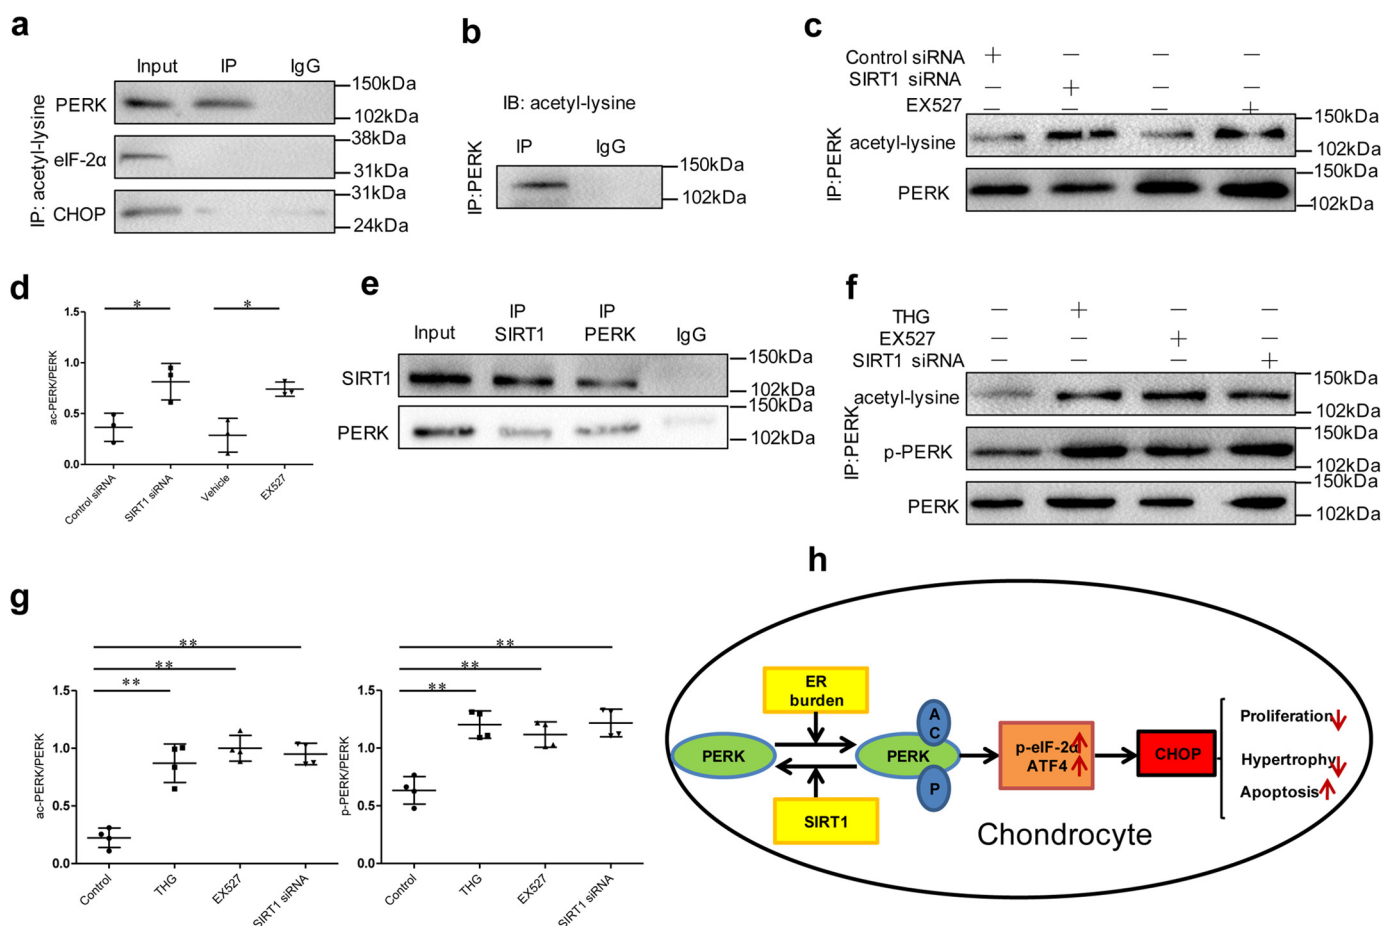 a
Input IP IgG
IP: acetyl-lysine
PERK
150kDa
102kDa
eIF-2α
38kDa
31kDa
CHOP
31kDa
24kDa
b
IB: acetyl-lysine
IP IgG
IP:PERK
150kDa
102kDa
c
Control siRNA + — — —
SIRT1 siRNA — + — —
EX527 — — — +
IP:PERK
acetyl-lysine
150kDa
102kDa
PERK
150kDa
102kDa
d
* *
ac-PERK/PERK
1.5
1.0
0.5
0.0
Control siRNA
SIRT1 siRNA
Vehicle
EX527
e
Input
IP
SIRT1
IP
PERK
IgG
SIRT1
150kDa
102kDa
PERK
150kDa
102kDa
f
THG — + — —
EX527 — — + —
SIRT1 siRNA — — — +
IP:PERK
acetyl-lysine
150kDa
102kDa
p-PERK
150kDa
102kDa
PERK
150kDa
102kDa
g
**
**
**
ac-PERK/PERK
1.5
1.0
0.5
0.0
Control
THG
EX527
SIRT1 siRNA
**
**
**
p-PERK/PERK
1.5
1.0
0.5
0.0
Control
THG
EX527
SIRT1 siRNA
h
ER
burden
PERK
PERK
A
C
P
SIRT1
p-eIF-2α
ATF4
CHOP
Proliferation
Hypertrophy
Apoptosis
Chondrocyte